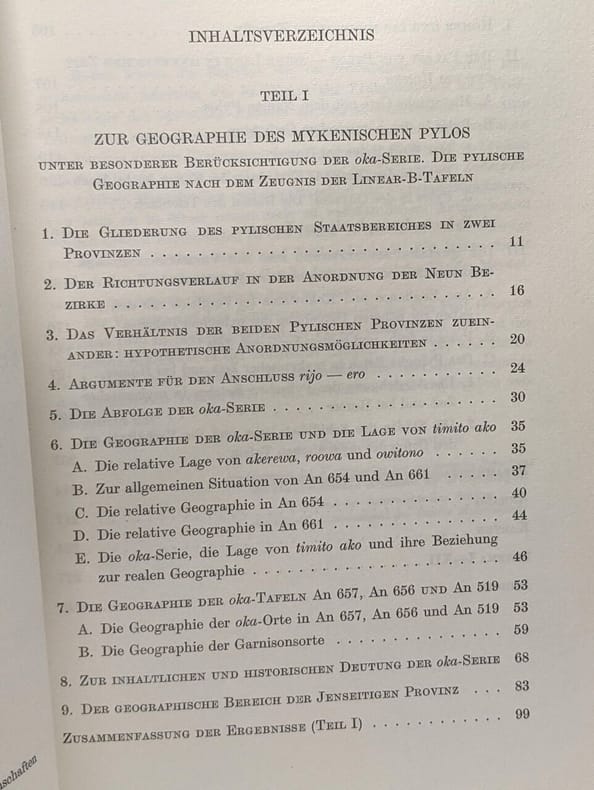 INHALTSVERZEICHNIS
TEIL I
ZUR GEOGRAPHIE DES MYKENISCHEN PYLOS
UNTER BESONDERER BERÜCKSICHTIGUNG DER oka-SERIE. DIE PYLISCHE
GEOGRAPHIE NACH DEM ZEUGNIS DER LINEAR-B-TAFELN
1. DIE GLIEDERUNG DES PYLISCHEN STAATSBEREICHES IN ZWEI
PROVINZEN . . . . . . . . . . . . . . . . . . . . . . . . 11
2. DER RICHTUNGSVERLAUF IN DER ANORDNUNG DER NEUN BE-
ZIRKE . . . . . . . . . . . . . . . . . . . . . . . . . . 16
3. DAS VERHÄLTNIS DER BEIDEN PYLISCHEN PROVINZEN ZUEIN-
ANDER: HYPOTHETISCHE ANORDNUNGSMÖGLICHKEITEN . . . . . 20
4. ARGUMENTE FÜR DEN ANSCHLUSS rijo — ero . . . . . . . . . 24
5. DIE ABFOLGE DER oka-SERIE . . . . . . . . . . . . . . . . 30
6. DIE GEOGRAPHIE DER oka-SERIE UND DIE LAGE VON timito ako 35
A. Die relative Lage von akerewa, roowa und owitono . . . . 35
B. Zur allgemeinen Situation von An 654 und An 661 . . . . 37
C. Die relative Geographie in An 654 . . . . . . . . . . . . 40
D. Die relative Geographie in An 661 . . . . . . . . . . . . 44
E. Die oka-Serie, die Lage von timito ako und ihre Beziehung
zur realen Geographie . . . . . . . . . . . . . . . . . . 46
7. DIE GEOGRAPHIE DER oka-TAFELN An 657, An 656 UND An 519 53
A. Die Geographie der oka-Orte in An 657, An 656 und An 519 53
B. Die Geographie der Garnisonsorte . . . . . . . . . . . . 59
8. ZUR INHALTLICHEN UND HISTORISCHEN DEUTUNG DER oka-SERIE 68
9. DER GEOGRAPHISCHE BEREICH DER JENSEITIGEN PROVINZ . . . 83
ZUSAMMENFASSUNG DER ERGEBNISSE (TEIL I) . . . . . . . . . . . 99